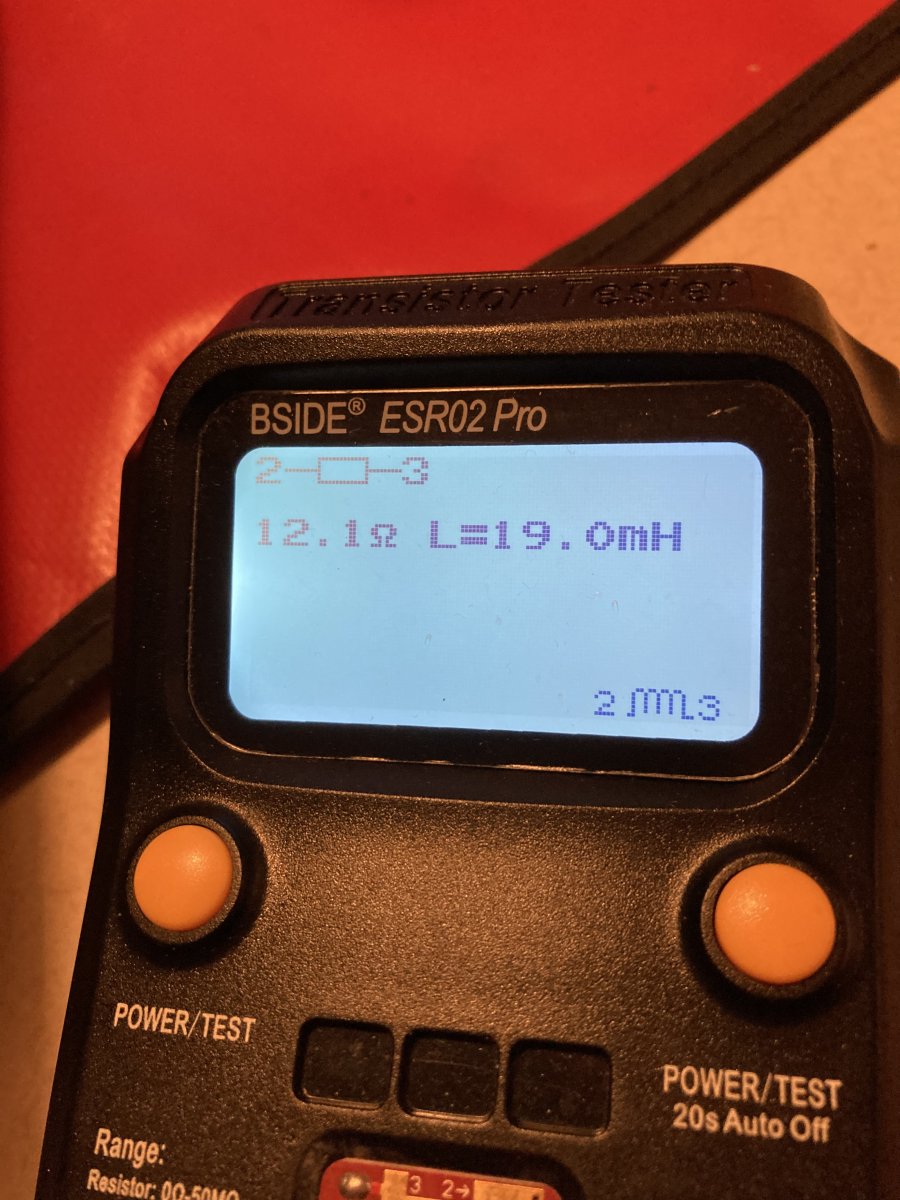 Transistor Tester
BSIDE® ESR02 Pro
2 3
12.1Ω L=19.0mH
2 3
POWER/TEST
POWER/TEST
20s Auto Off
Range:
Resistor: 0Ω-50MΩ
3 2→